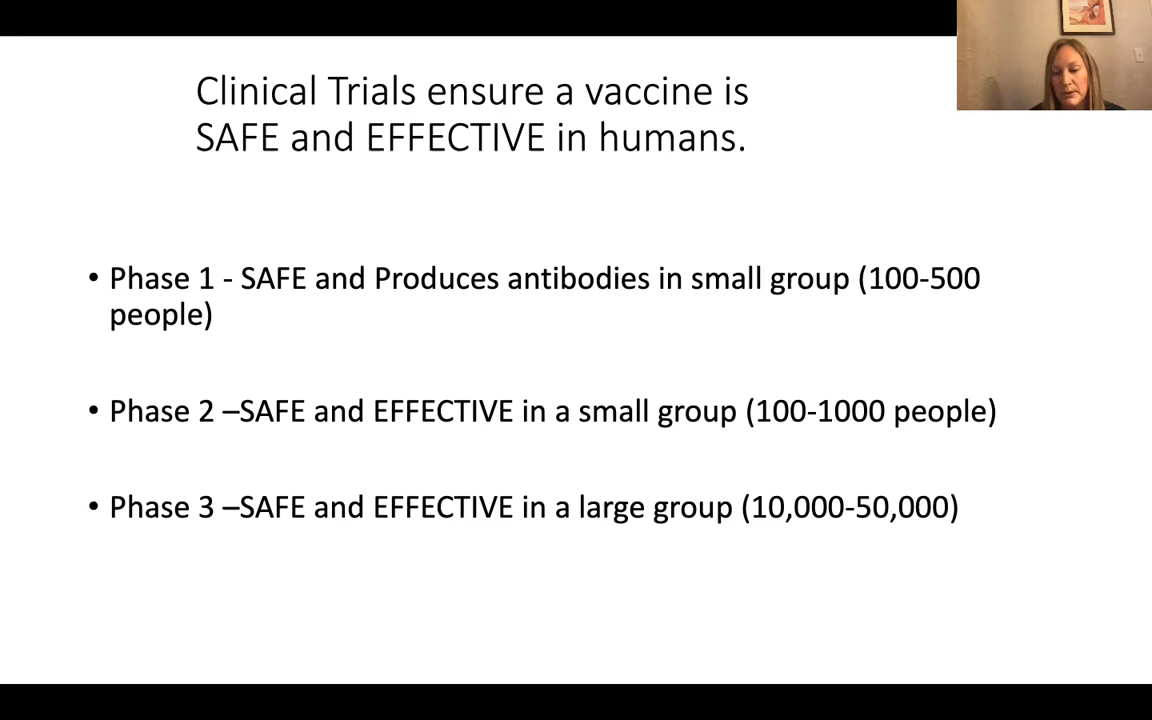 Clinical Trials ensure a vaccine is
SAFE and EFFECTIVE in humans.
• Phase 1 - SAFE and Produces antibodies in small group (100-500
people)
• Phase 2 –SAFE and EFFECTIVE in a small group (100-1000 people)
• Phase 3 –SAFE and EFFECTIVE in a large group (10,000-50,000)